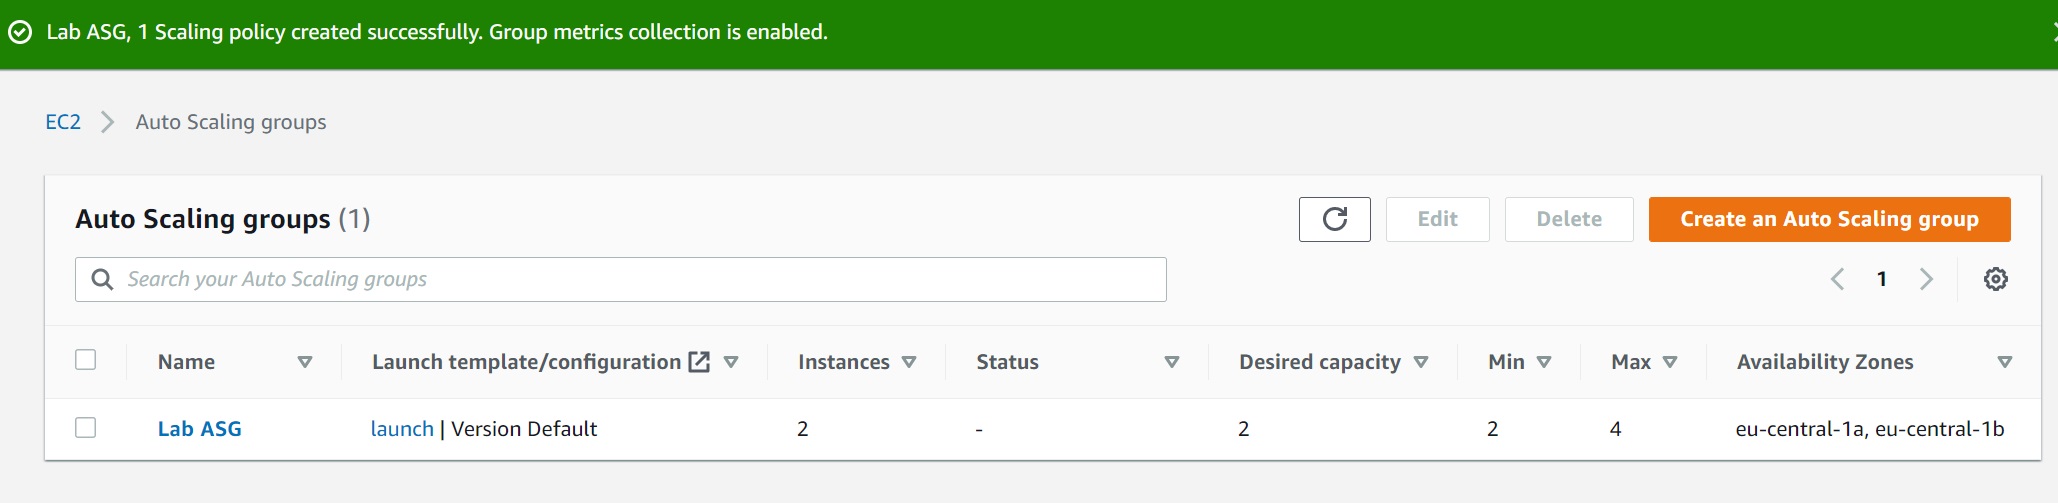 Lab ASG, 1 Scaling policy created successfully. Group metrics collection is enabled.
EC2 Auto Scaling groups
Auto Scaling groups (1) Edit Delete Create an Auto Scaling group
Search your Auto Scaling groups 1
Name Launch template/configuration Instances Status Desired capacity Min Max Availability Zones
Lab ASG launch | Version Default 2 - 2 2 4 eu-central-1a, eu-central-1b